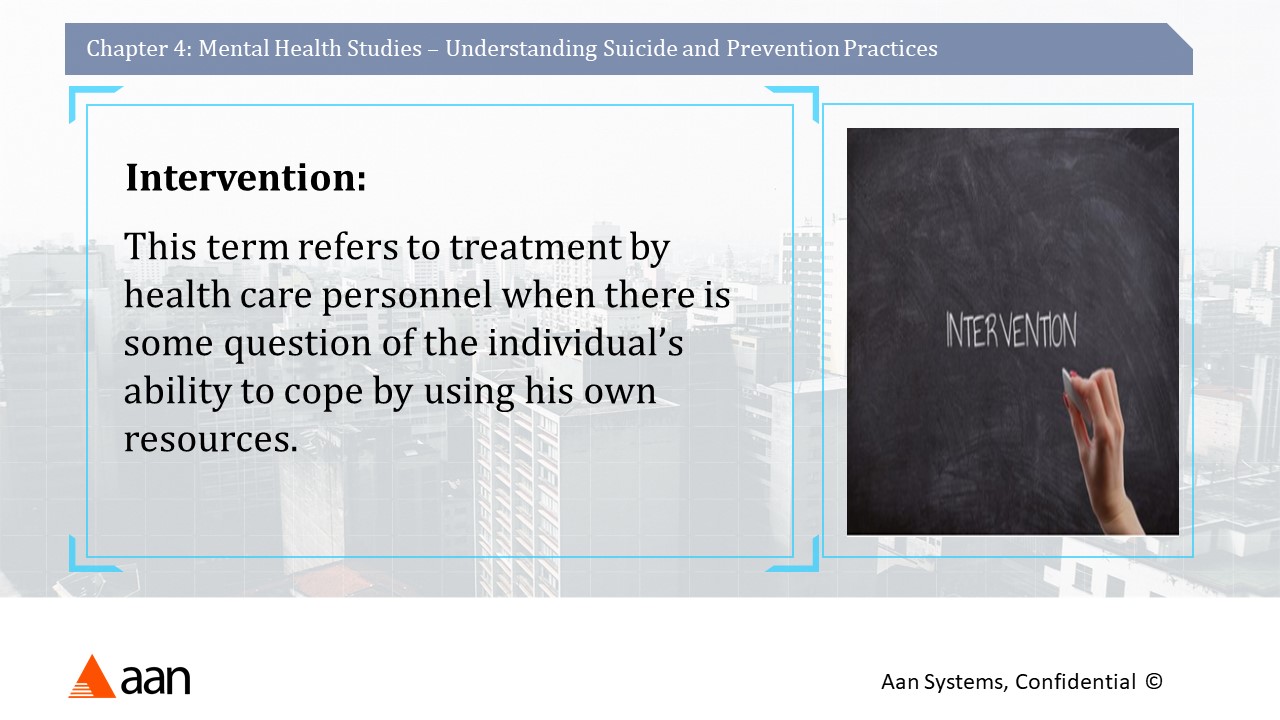 Chapter 4: Mental Health Studies – Understanding Suicide and Prevention Practices
Intervention:
This term refers to treatment by
health care personnel when there is
some question of the individual’s
ability to cope by using his own
resources.
INTERVENTION
aan
Aan Systems, Confidential ©